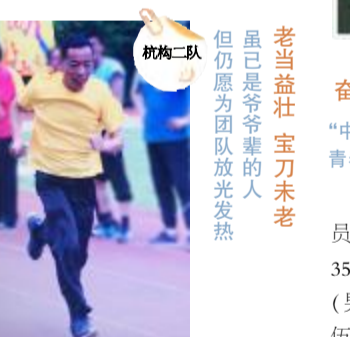 杭构二队
老当益壮 宝刀未老
虽已是爷爷辈的人
但仍愿为团队放光发热
奋
“中
青
员
35
(男
伍